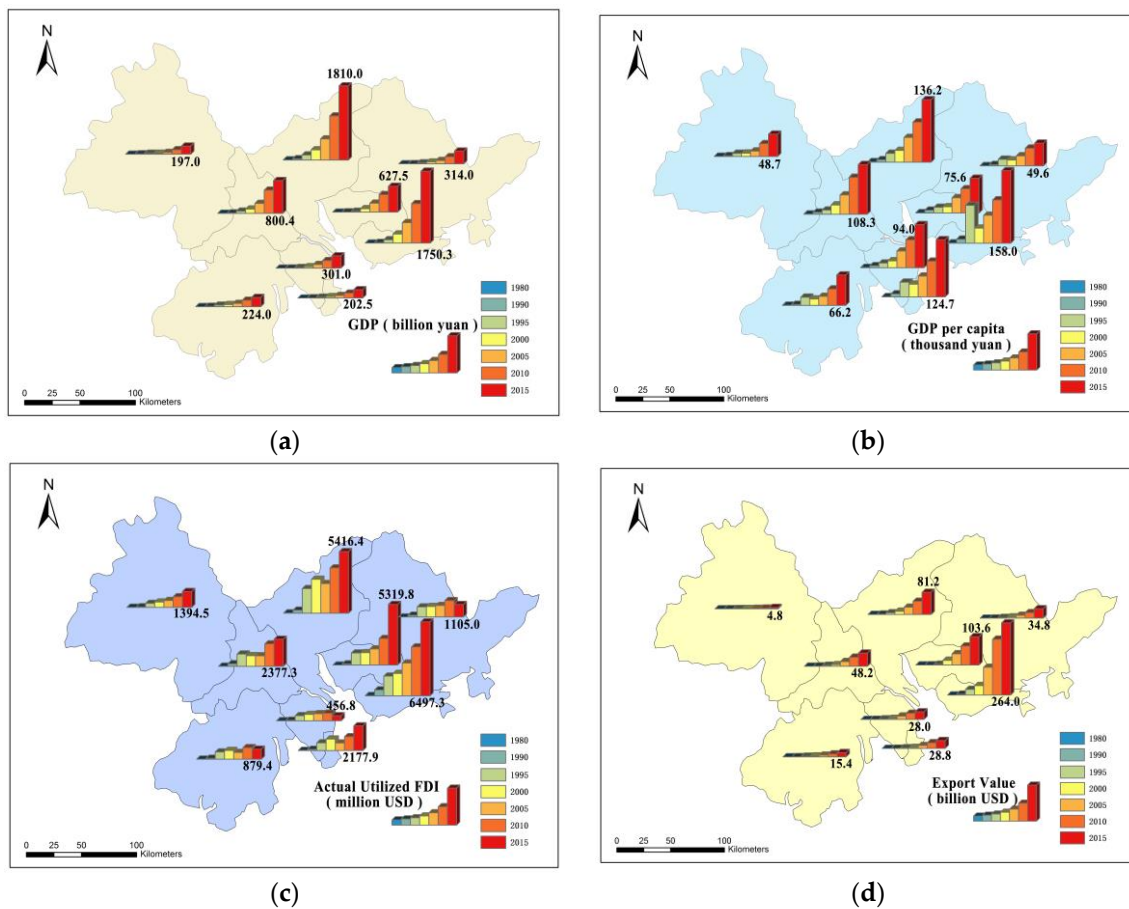 N
1810.0
197.0
314.0
627.5
800.4
1750.3
301.0
202.5
224.0
GDP ( billion yuan )
1980
1990
1995
2000
2005
2010
2015
0 25 50 100
Kilometers
(a)
N
136.2
48.7
49.6
75.6
108.3
94.0
158.0
66.2
124.7
GDP per capita
( thousand yuan )
1980
1990
1995
2000
2005
2010
2015
0 25 50 100
Kilometers
(b)
N
5416.4
5319.8
1394.5
1105.0
2377.3
6497.3
456.8
2177.9
879.4
Actual Utilized FDI
( million USD )
1980
1990
1995
2000
2005
2010
2015
0 25 50 100
Kilometers
(c)
N
81.2
4.8
34.8
103.6
48.2
264.0
28.0
28.8
15.4
Export Value
( billion USD )
1980
1990
1995
2000
2005
2010
2015
0 25 50 100
Kilometers
(d)